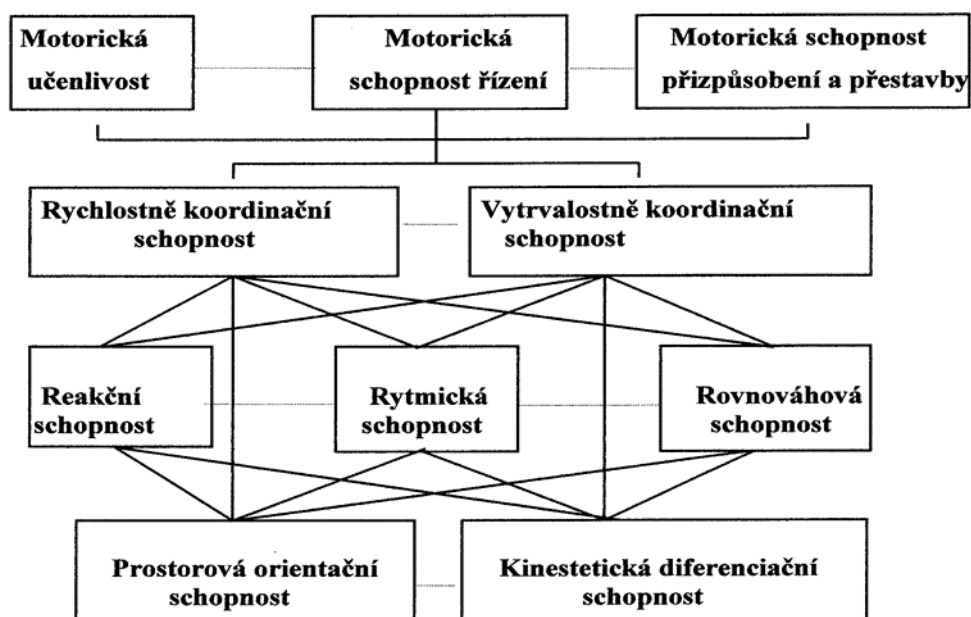 Motorická
učenlivost
Motorická
schopnost řízení
Motorická schopnost
přizpůsobení a přestavby
Rychlostně koordinační
schopnost
Vytrvalostně koordinační
schopnost
Reakční
schopnost
Rytmická
schopnost
Rovnováhová
schopnost
Prostorová orientační
schopnost
Kinestetická diferenciační
schopnost